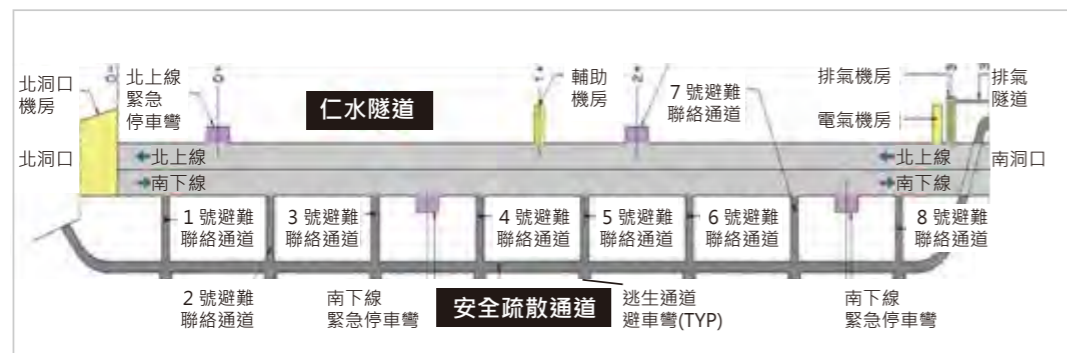 北洞口
機房
0-
北上線
緊急
停車彎
0+
仁水隧道
1+
輔助
機房
2+
7 號避難
聯絡通道
排氣機房
3
3
排氣
隧道
電氣機房
北洞口
←北上線
←北上線
南洞口
→南下線
→南下線
1 號避難
聯絡通道
3 號避難
聯絡通道
4 號避難
聯絡通道
5 號避難
聯絡通道
6 號避難
聯絡通道
8 號避難
聯絡通道
2 號避難
聯絡通道
南下線
緊急停車彎
安全疏散通道
逃生通道
避車彎(TYP)
南下線
緊急停車彎